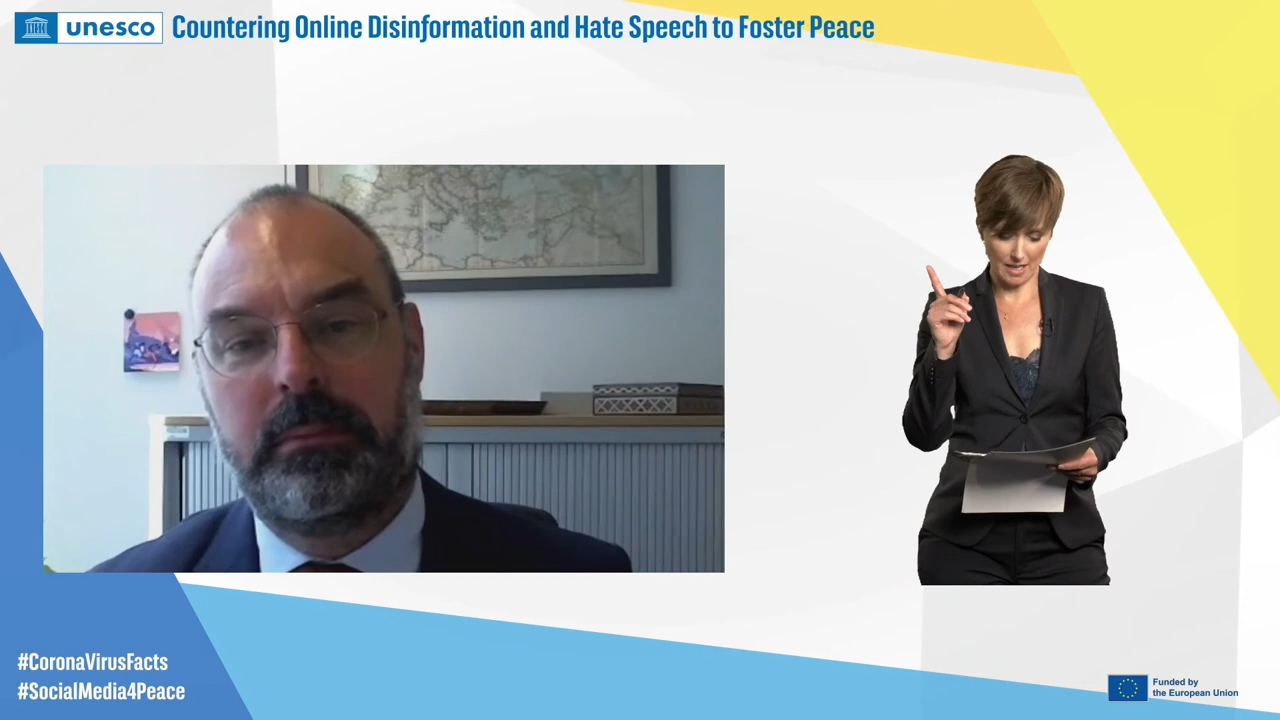 unesco Countering Online Disinformation and Hate Speech to Foster Peace
#CoronaVirusFacts
#SocialMedia4Peace
Funded by
the European Union